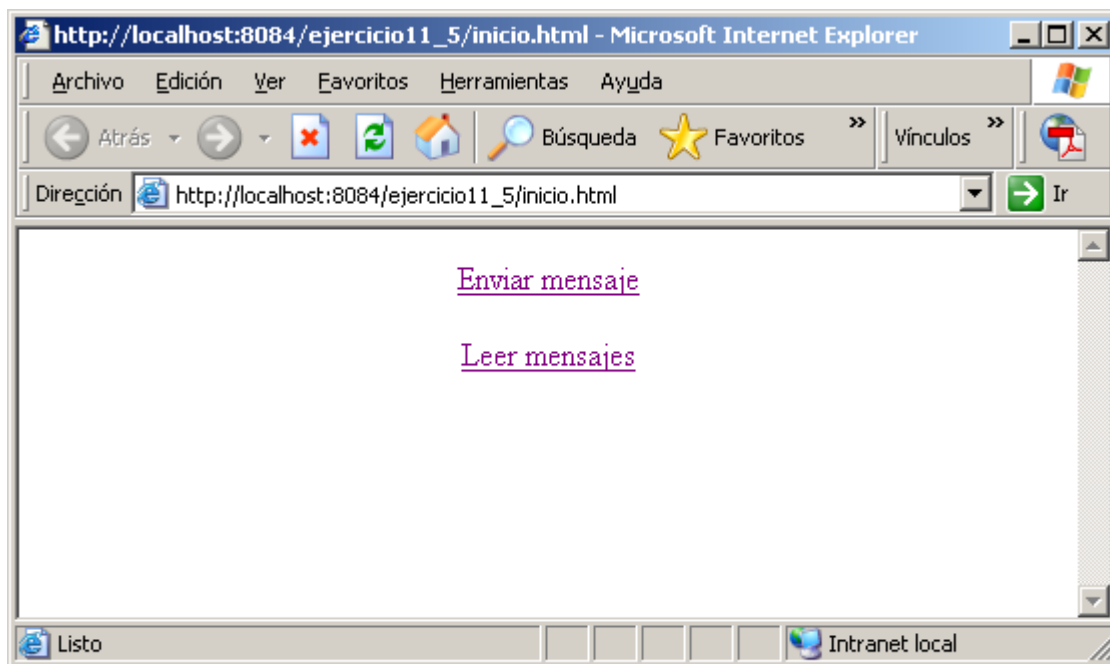 http://localhost:8084/ejercicio11_5/inicio.html - Microsoft Internet Explorer
Archivo Edición Ver Favoritos Herramientas Ayuda
Atrás Búsqueda Favoritos » Vínculos »
Dirección http://localhost:8084/ejercicio11_5/inicio.html Ir
Enviar mensaje
Leer mensajes
Listo Intranet local